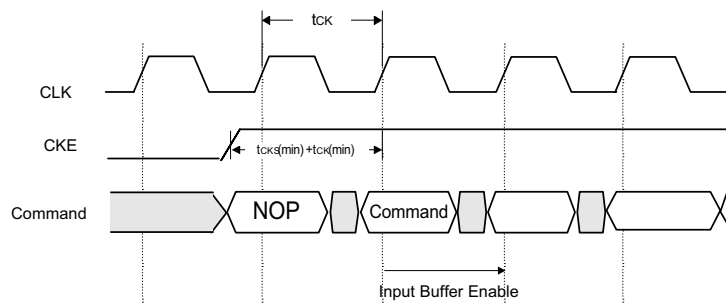 tCK
CLK
CKE
tCKS(min)+tCK(min)
Command
NOP
Command
Input Buffer Enable